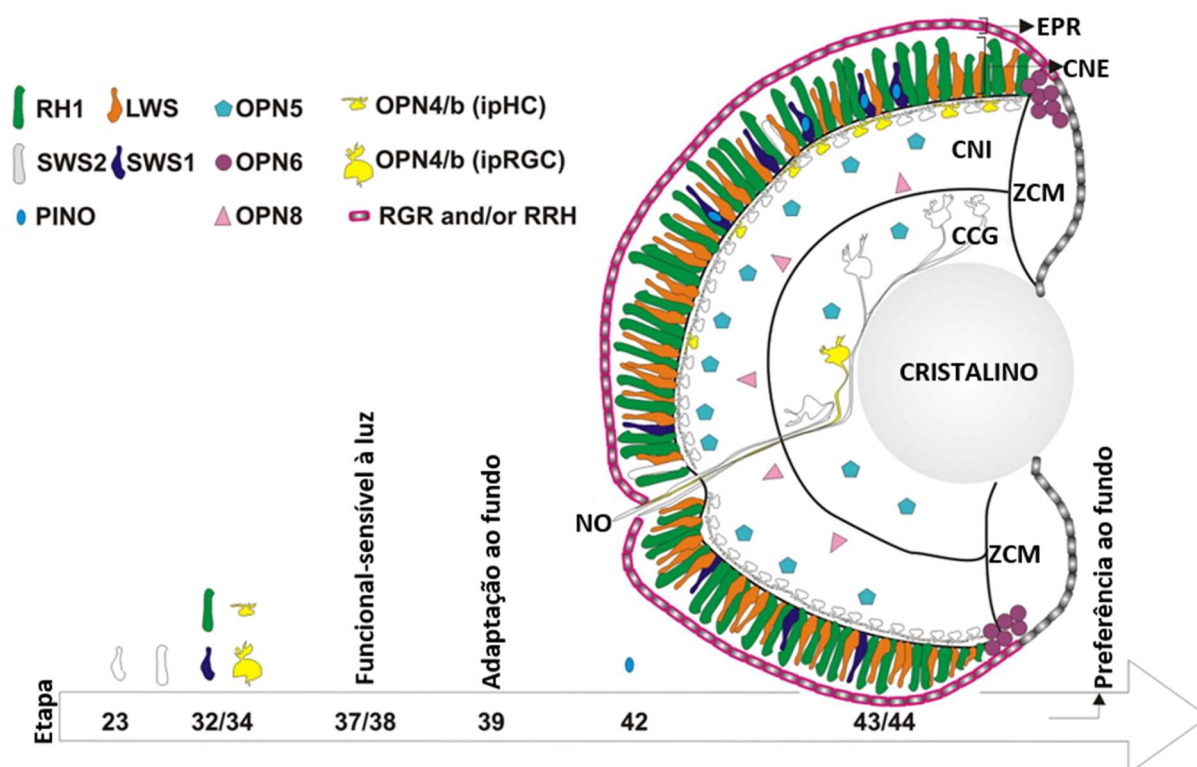 EPR
CNE
RH1
LWS
OPN5
OPN4/b (ipHC)
SWS2
SWS1
OPN6
OPN4/b (ipRGC)
PINO
OPN8
RGR and/or RRH
CNI
ZCM
CCG
CRISTALINO
NO
ZCM
Etapa
23
32/34
37/38
39
42
43/44
Funcional-sensível à luz
Adaptação ao fundo
Preferência ao fundo